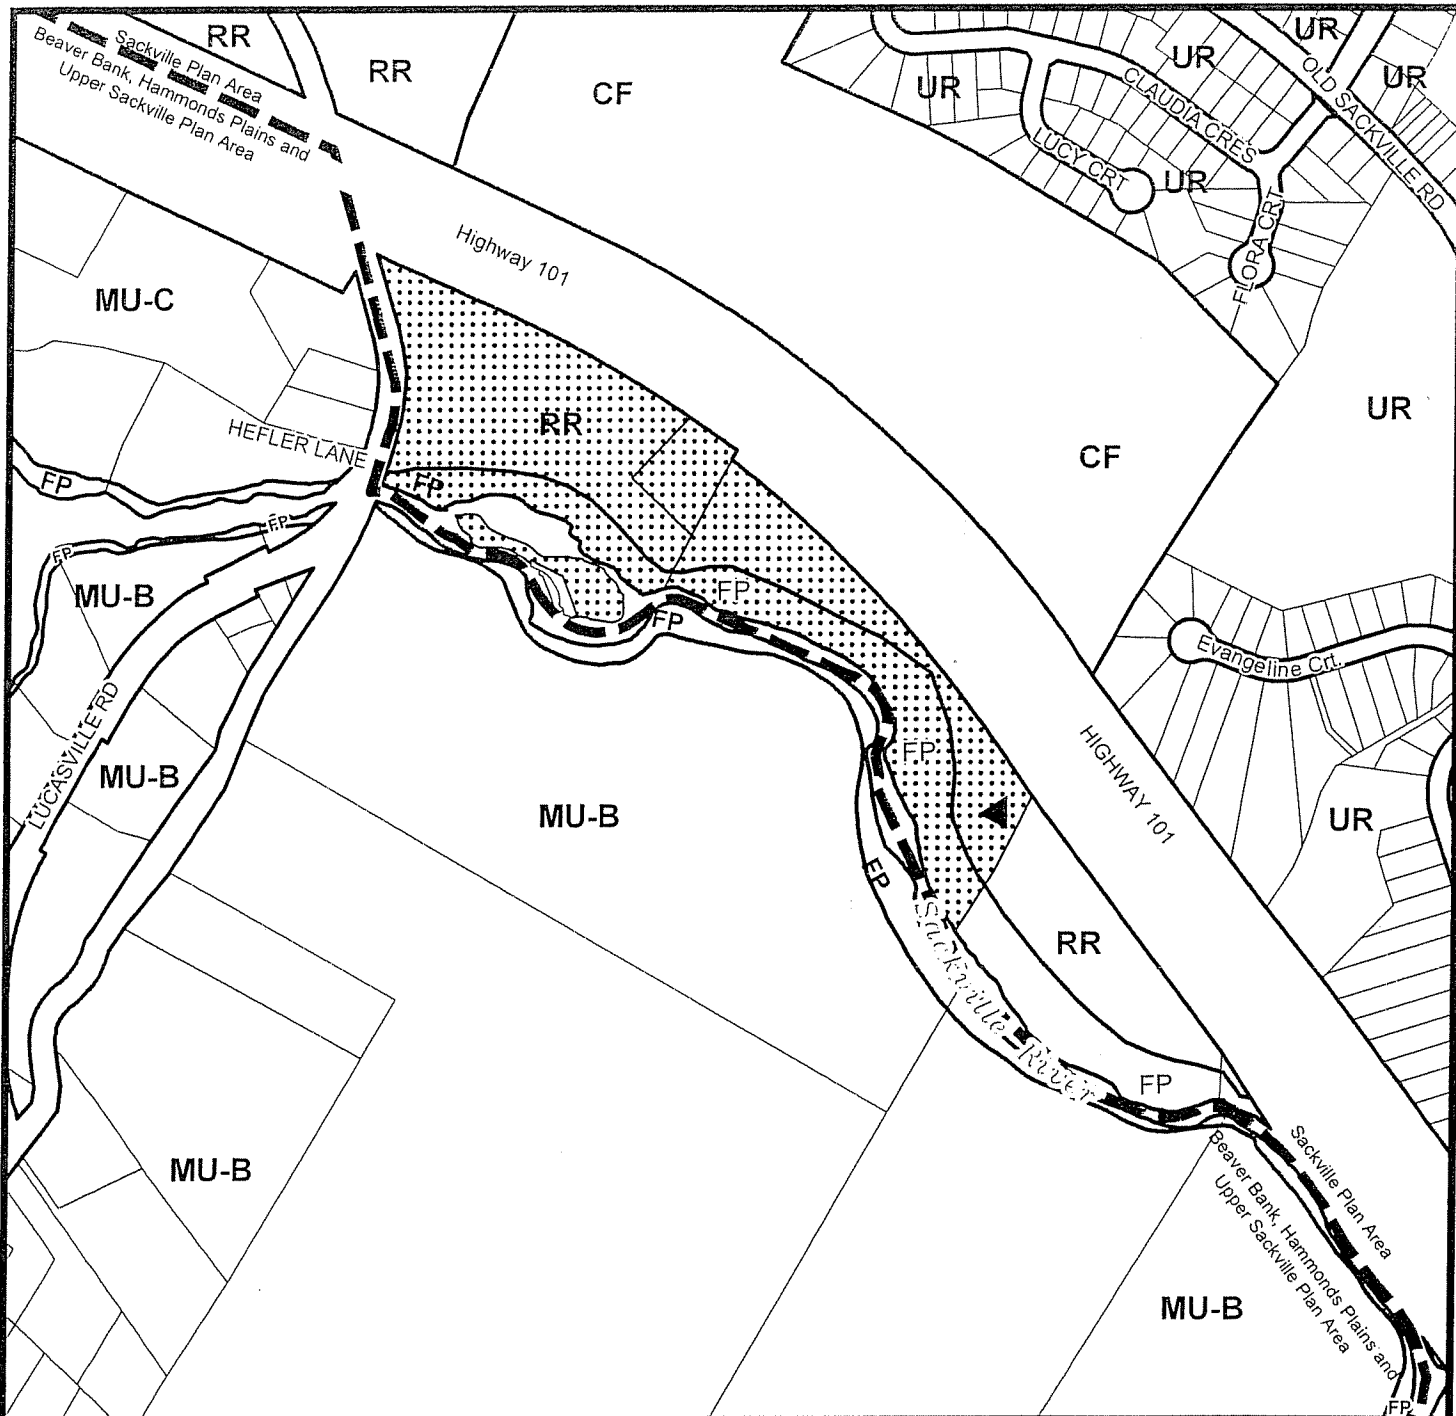 RR
Sackville Plan Area
Beaver Bank, Hammonds Plains and
Upper Sackville Plan Area
RR
CF
UR
UR
UR
UR
OLD SACKVILLE RD
CLAUDIA CRES
LUCY CRT
UR
FLORA CRT
Highway 101
MU-C
RR
UR
CF
HEFLER LANE
FP
FP
FP
FP
MU-B
FP
FP
Evangeline Crt.
LUCASVILLE RD
MU-B
FP
HIGHWAY 101
MU-B
UR
FP
Sackville River
RR
FP
MU-B
Sackville Plan Area
Beaver Bank, Hammonds Plains and
Upper Sackville Plan Area
MU-B
FP